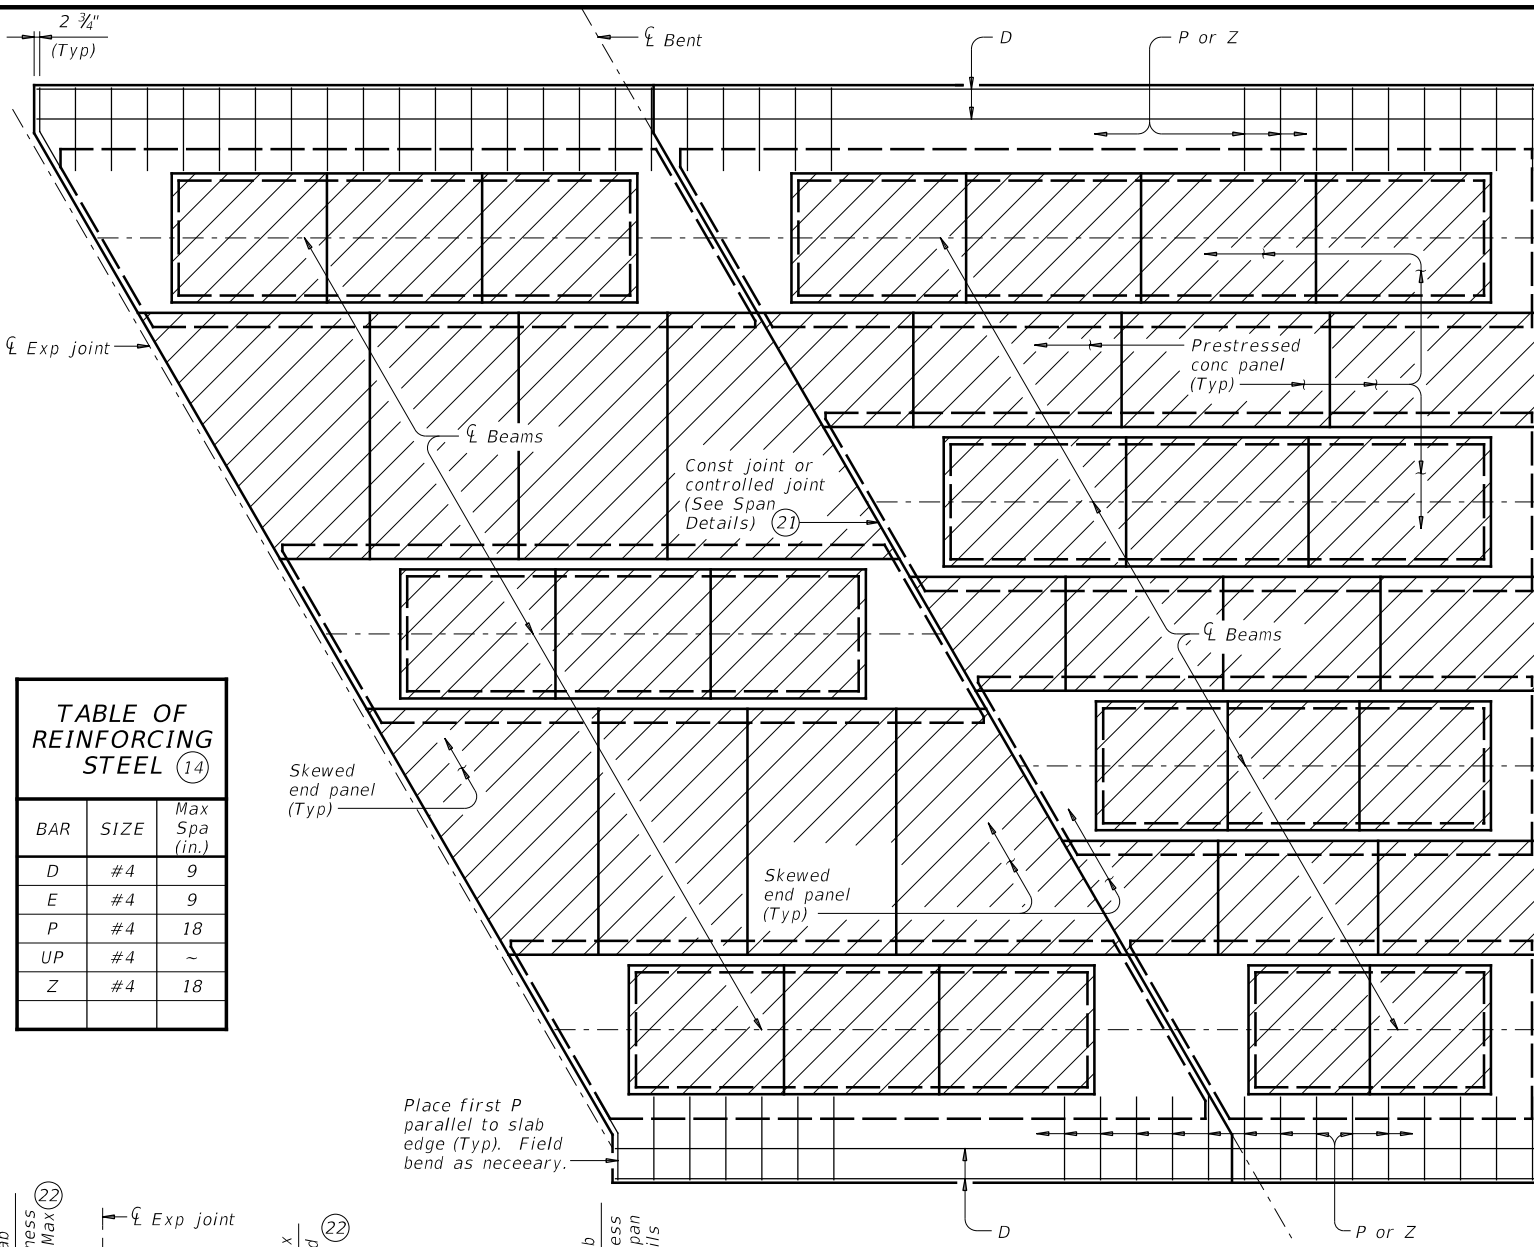 2 ¾"
(Typ)
℄ Bent
D
P or Z
℄ Exp joint
Prestressed
conc panel
(Typ)
℄ Beams
Const joint or
controlled joint
(See Span
Details) 21
℄ Beams
TABLE OF
REINFORCING
STEEL 14
BAR SIZE Max Spa (in.)
D #4 9
E #4 9
P #4 18
UP #4 ~
Z #4 18
Skewed
end panel
(Typ)
Skewed
end panel
(Typ)
Place first P
parallel to slab
edge (Typ). Field
bend as neceeary.
22
Max
℄ Exp joint
22
D
P or Z